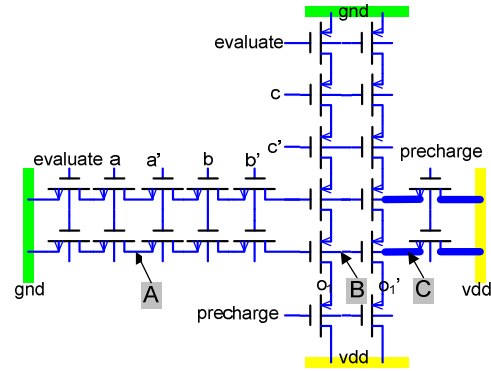 gnd
evaluate
c
c'
evaluate a a' b b'
precharge
gnd
A
o1
B
o1'
C
vdd
precharge
vdd